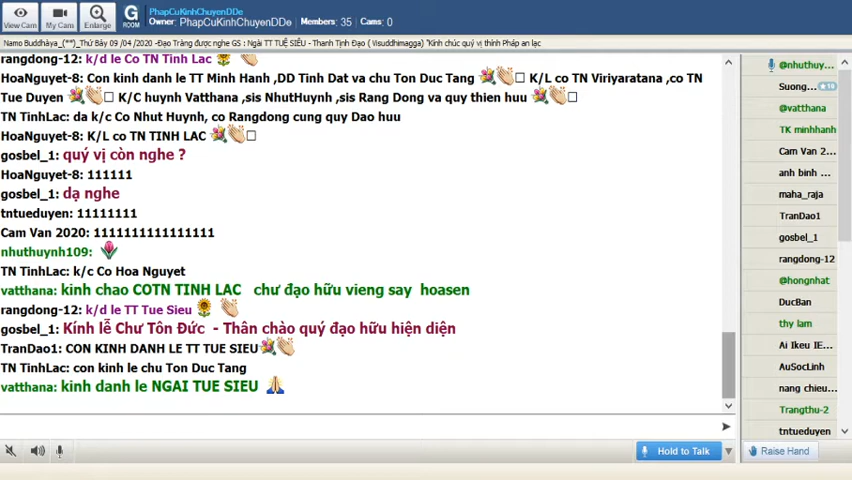 View Cam
My Cams
Enlarge
G
ROOM
PhapCuKinhChuyenDDe
Owner: PhapCuKinhChuyenDDe Members: 35 Cams: 0
Namo Buddhàya_(**)_Thứ Bảy 09 /04 /2020 -Đạo Tràng được nghe GS : Ngài TT TUỆ SIÊU - Thanh Tịnh Đạo ( Visuddhimagga) "Kính chúc quý vị thính Pháp an lạc
rangdong-12: k/d le Co TN Tinh Lac
HoaNguyet-8: Con kinh danh le TT Minh Hanh ,DD Tinh Dat va chu Ton Duc Tang K/L co TN Viriyaratana ,co TN
Tue Duyen K/C huynh Vatthana ,sis NhutHuynh ,sis Rang Dong va quy thien huu
TN TinhLac: da k/c Co Nhut Huynh, co Rangdong cung quy Dao huu
HoaNguyet-8: K/L co TN TINH LAC
gosbel_1: quý vị còn nghe ?
HoaNguyet-8: 111111
gosbel_1: dạ nghe
tntueduyen: 11111111
Cam Van 2020: 1111111111111111
nhuthuynh109:
TN TinhLac: k/c Co Hoa Nguyet
vatthana: kinh chao COTN TINH LAC chư đạo hữu vieng say hoasen
rangdong-12: k/d le TT Tue Sieu
gosbel_1: Kính lễ Chư Tôn Đức - Thân chào quý đạo hữu hiện diện
TranDao1: CON KINH DANH LE TT TUE SIEU
TN TinhLac: con kinh le chu Ton Duc Tang
vatthana: kinh danh le NGAI TUE SIEU
Hold to Talk
@nhuthuy...
Suong...
10
@vatthana
TK minhhanh
Cam Van 2...
anh binh ...
maha_raja
TranDao1
gosbel_1
rangdong-12
@hongnhat
DucBan
thy lam
Ai Ikeu IE...
AuSocLinh
nang chieu...
Trangthu-2
tntueduyen
Raise Hand